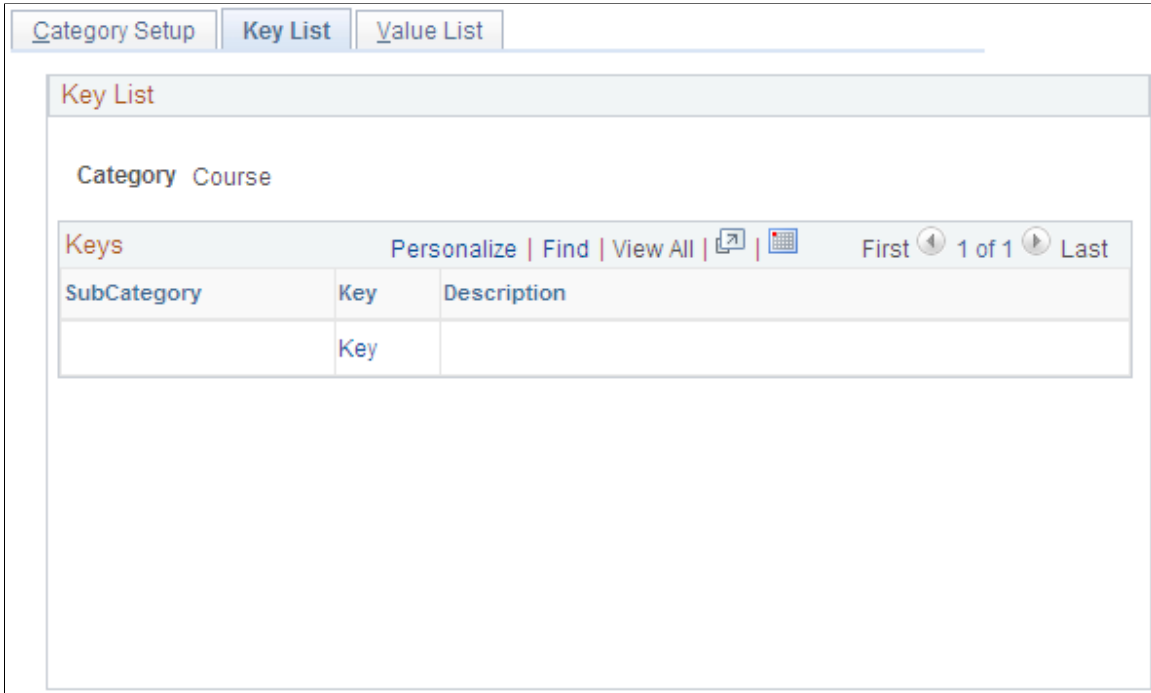 Category Setup Key List Value List
Key List
Category Course
Keys Personalize | Find | View All | | First 1 of 1 Last
SubCategory Key Description
Key